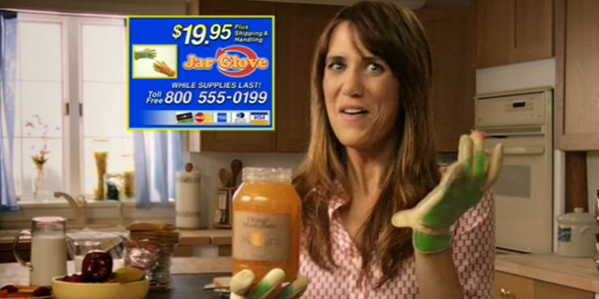 $19.95 Plus
Shipping &
Handling
Jar Glove
WHILE SUPPLIES LAST!
Toll
Free 800 555-0199
VISA
Orange
Marmalade